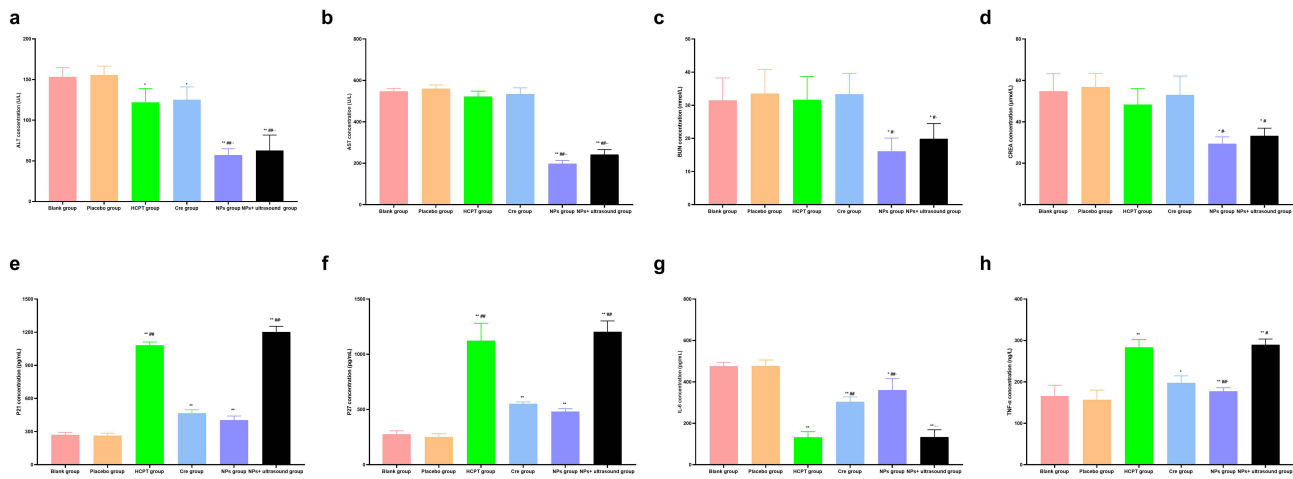 a
b
c
d
ALT concentration (U/L)
200
150
100
50
0
*
*
** ##
** ##
Blank group Placebo group HCPT group Cre group NPs group NPs+ ultrasound group
AST concentration (U/L)
800
600
400
200
0
** ##
** ##
Blank group Placebo group HCPT group Cre group NPs group NPs+ ultrasound group
BUN concentration (mmol/L)
50
40
30
20
10
0
* #
* #
Blank group Placebo group HCPT group Cre group NPs group NPs+ ultrasound group
CREA concentration (μmol/L)
80
60
40
20
0
* #
* #
Blank group Placebo group HCPT group Cre group NPs group NPs+ ultrasound group
e
f
g
h
P21 concentration (pg/mL)
1500
1200
900
600
300
0
** ##
**
**
** ##
Blank group Placebo group HCPT group Cre group NPs group NPs+ ultrasound group
P27 concentration (pg/mL)
1500
1000
500
0
** ##
**
**
** ##
Blank group Placebo group HCPT group Cre group NPs group NPs+ ultrasound group
IL-6 concentration (pg/mL)
800
600
400
200
0
**
** ##
* ##
**
Blank group Placebo group HCPT group Cre group NPs group NPs+ ultrasound group
TNF-α concentration (ng/L)
400
300
200
100
0
**
*
** ##
** #
Blank group Placebo group HCPT group Cre group NPs group NPs+ ultrasound group